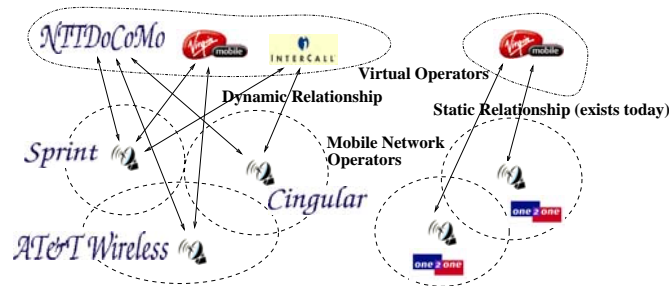 NTTDoCoMo
Virgin mobile
INTERCALL
Virgin mobile
Virtual Operators
Dynamic Relationship
Static Relationship (exists today)
Sprint
Mobile Network
Operators
Cingular
one 2 one
AT&T Wireless
one 2 one